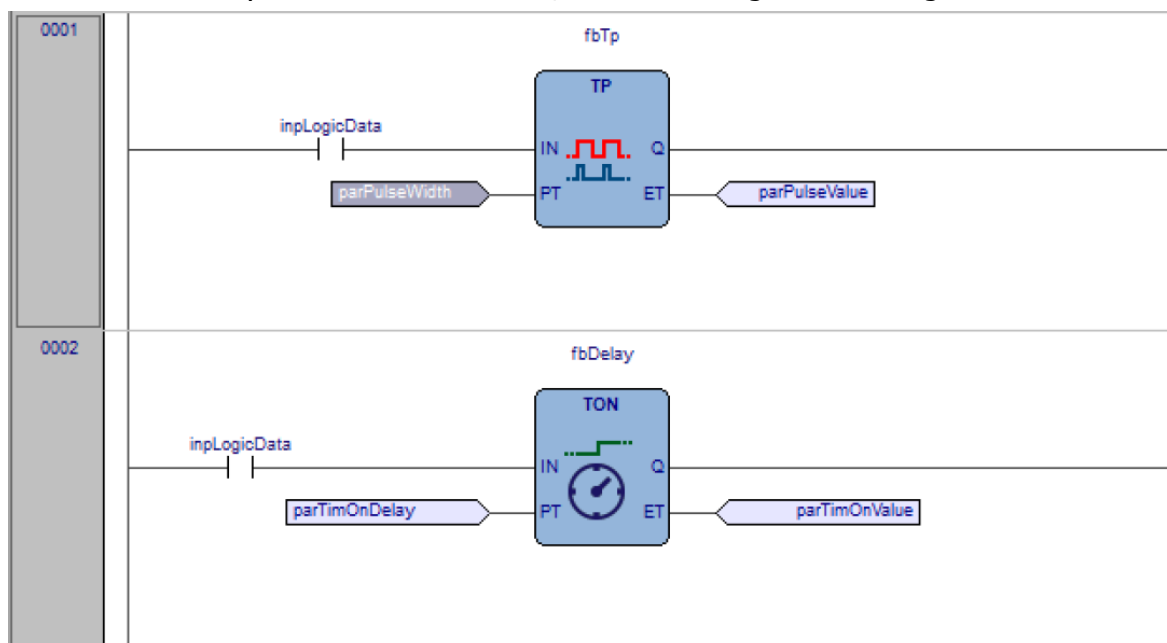 0001
fbTp
TP
inpLogicData
IN
Q
parPulseWidth
PT
ET
parPulseValue
0002
fbDelay
TON
inpLogicData
IN
Q
parTimOnDelay
PT
ET
parTimOnValue